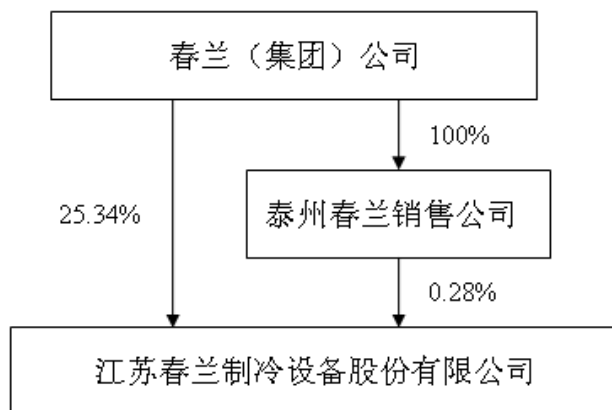 春兰（集团）公司
100%
25.34%
泰州春兰销售公司
0.28%
江苏春兰制冷设备股份有限公司